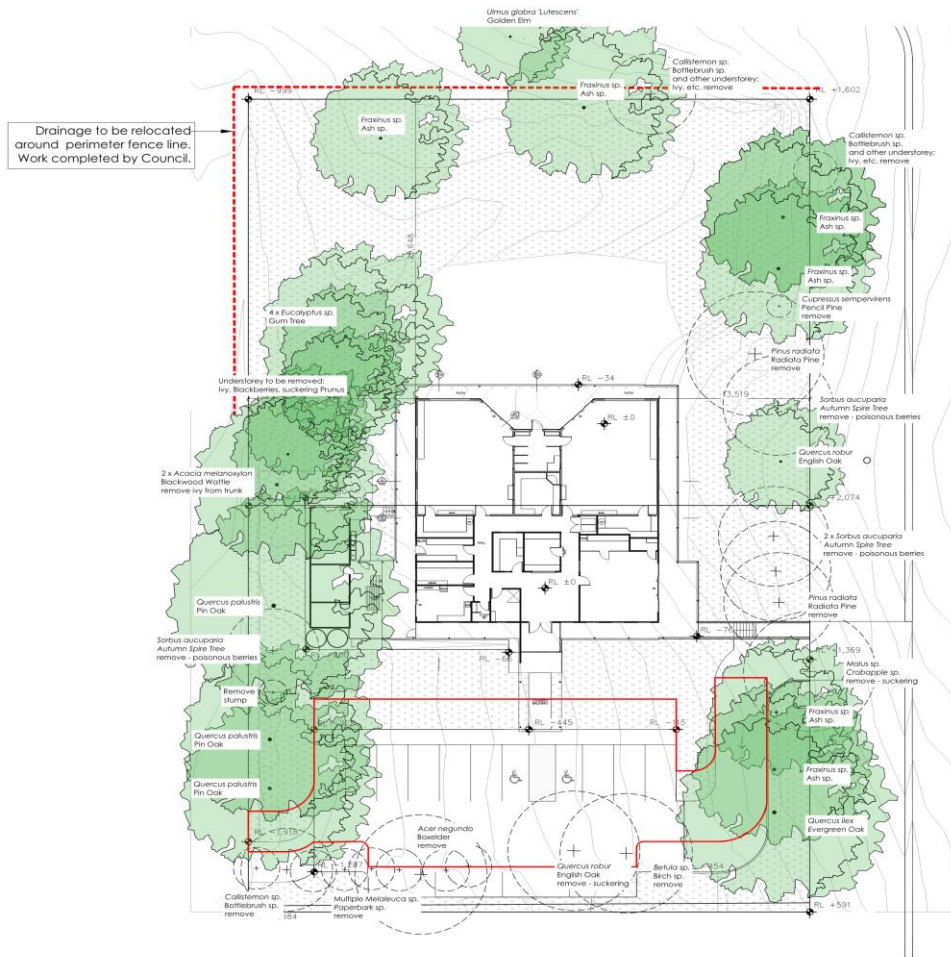 Ulmus glabra 'Lutescens'
Golden Elm
Callistemon sp.
Bottlebrush sp.
and other understorey;
Ivy, etc. remove
Fraxinus sp.
Ash sp.
RL -999
RL +1,602
Fraxinus sp.
Ash sp.
Drainage to be relocated
around perimeter fence line.
Work completed by Council.
Callistemon sp.
Bottlebrush sp.
and other understorey;
Ivy, etc. remove
Fraxinus sp.
Ash sp.
Fraxinus sp.
Ash sp.
4 x Eucalyptus sp.
Gum Tree
Cupressus sempervirens
Pencil Pine
remove
Pinus radiata
Radiata Pine
remove
Understorey to be removed;
Ivy, Blackberries, suckering Prunus
RL -34
RL ±0
Sorbus aucuparia
Autumn Spire Tree
remove - poisonous berries
Quercus robur
English Oak
2 x Acacia melanoxylon
Blackwood Wattle
remove ivy from trunk
+2,074
2 x Sorbus aucuparia
Autumn Spire Tree
remove - poisonous berries
RL ±0
Quercus palustris
Pin Oak
Pinus radiata
Radiata Pine
remove
Sorbus aucuparia
Autumn Spire Tree
remove - poisonous berries
Malus sp.
Crabapple sp.
remove - suckering
Remove
stump
Fraxinus sp.
Ash sp.
RL -445
Quercus palustris
Pin Oak
Fraxinus sp.
Ash sp.
Quercus palustris
Pin Oak
Quercus ilex
Evergreen Oak
Acer negundo
Boxelder
remove
Quercus robur
English Oak
remove - suckering
Betula sp.
Birch sp.
remove
Callistemon sp.
Bottlebrush sp.
remove
Multiple Melaleuca sp.
Paperbark sp.
remove
RL +591